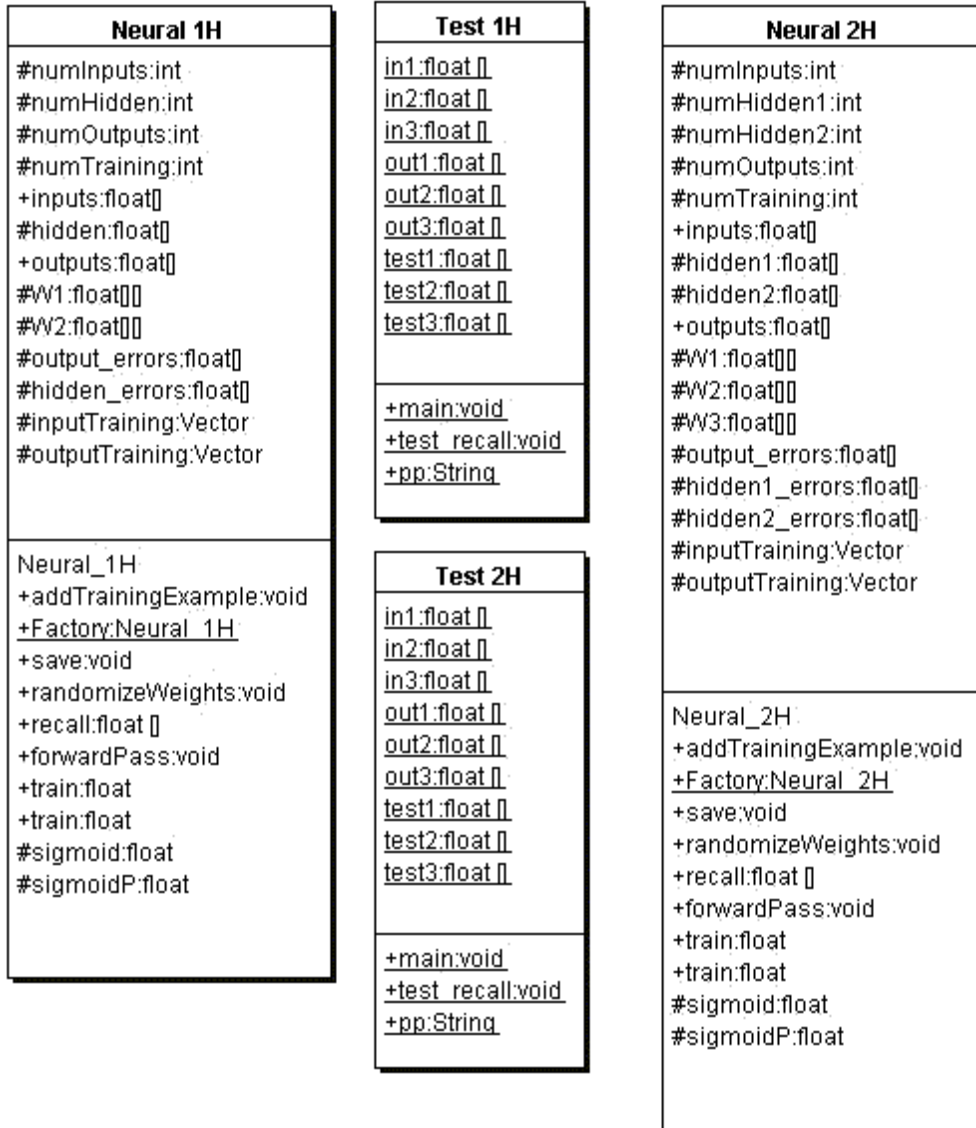 Neural 1H
#numInputs:int
#numHidden:int
#numOutputs:int
#numTraining:int
+inputs:float[]
#hidden:float[]
+outputs:float[]
#W1:float[][]
#W2:float[][]
#output_errors:float[]
#hidden_errors:float[]
#inputTraining:Vector
#outputTraining:Vector
Neural_1H
+addTrainingExample:void
+Factory:Neural_1H
+save:void
+randomizeWeights:void
+recall:float []
+forwardPass:void
+train:float
+train:float
#sigmoid:float
#sigmoidP:float
Test 1H
in1:float []
in2:float []
in3:float []
out1:float []
out2:float []
out3:float []
test1:float []
test2:float []
test3:float []
+main:void
+test_recall:void
+pp:String
Test 2H
in1:float []
in2:float []
in3:float []
out1:float []
out2:float []
out3:float []
test1:float []
test2:float []
test3:float []
+main:void
+test_recall:void
+pp:String
Neural 2H
#numInputs:int
#numHidden1:int
#numHidden2:int
#numOutputs:int
#numTraining:int
+inputs:float[]
#hidden1:float[]
#hidden2:float[]
+outputs:float[]
#W1:float[][]
#W2:float[][]
#W3:float[][]
#output_errors:float[]
#hidden1_errors:float[]
#hidden2_errors:float[]
#inputTraining:Vector
#outputTraining:Vector
Neural_2H
+addTrainingExample:void
+Factory:Neural_2H
+save:void
+randomizeWeights:void
+recall:float []
+forwardPass:void
+train:float
+train:float
#sigmoid:float
#sigmoidP:float